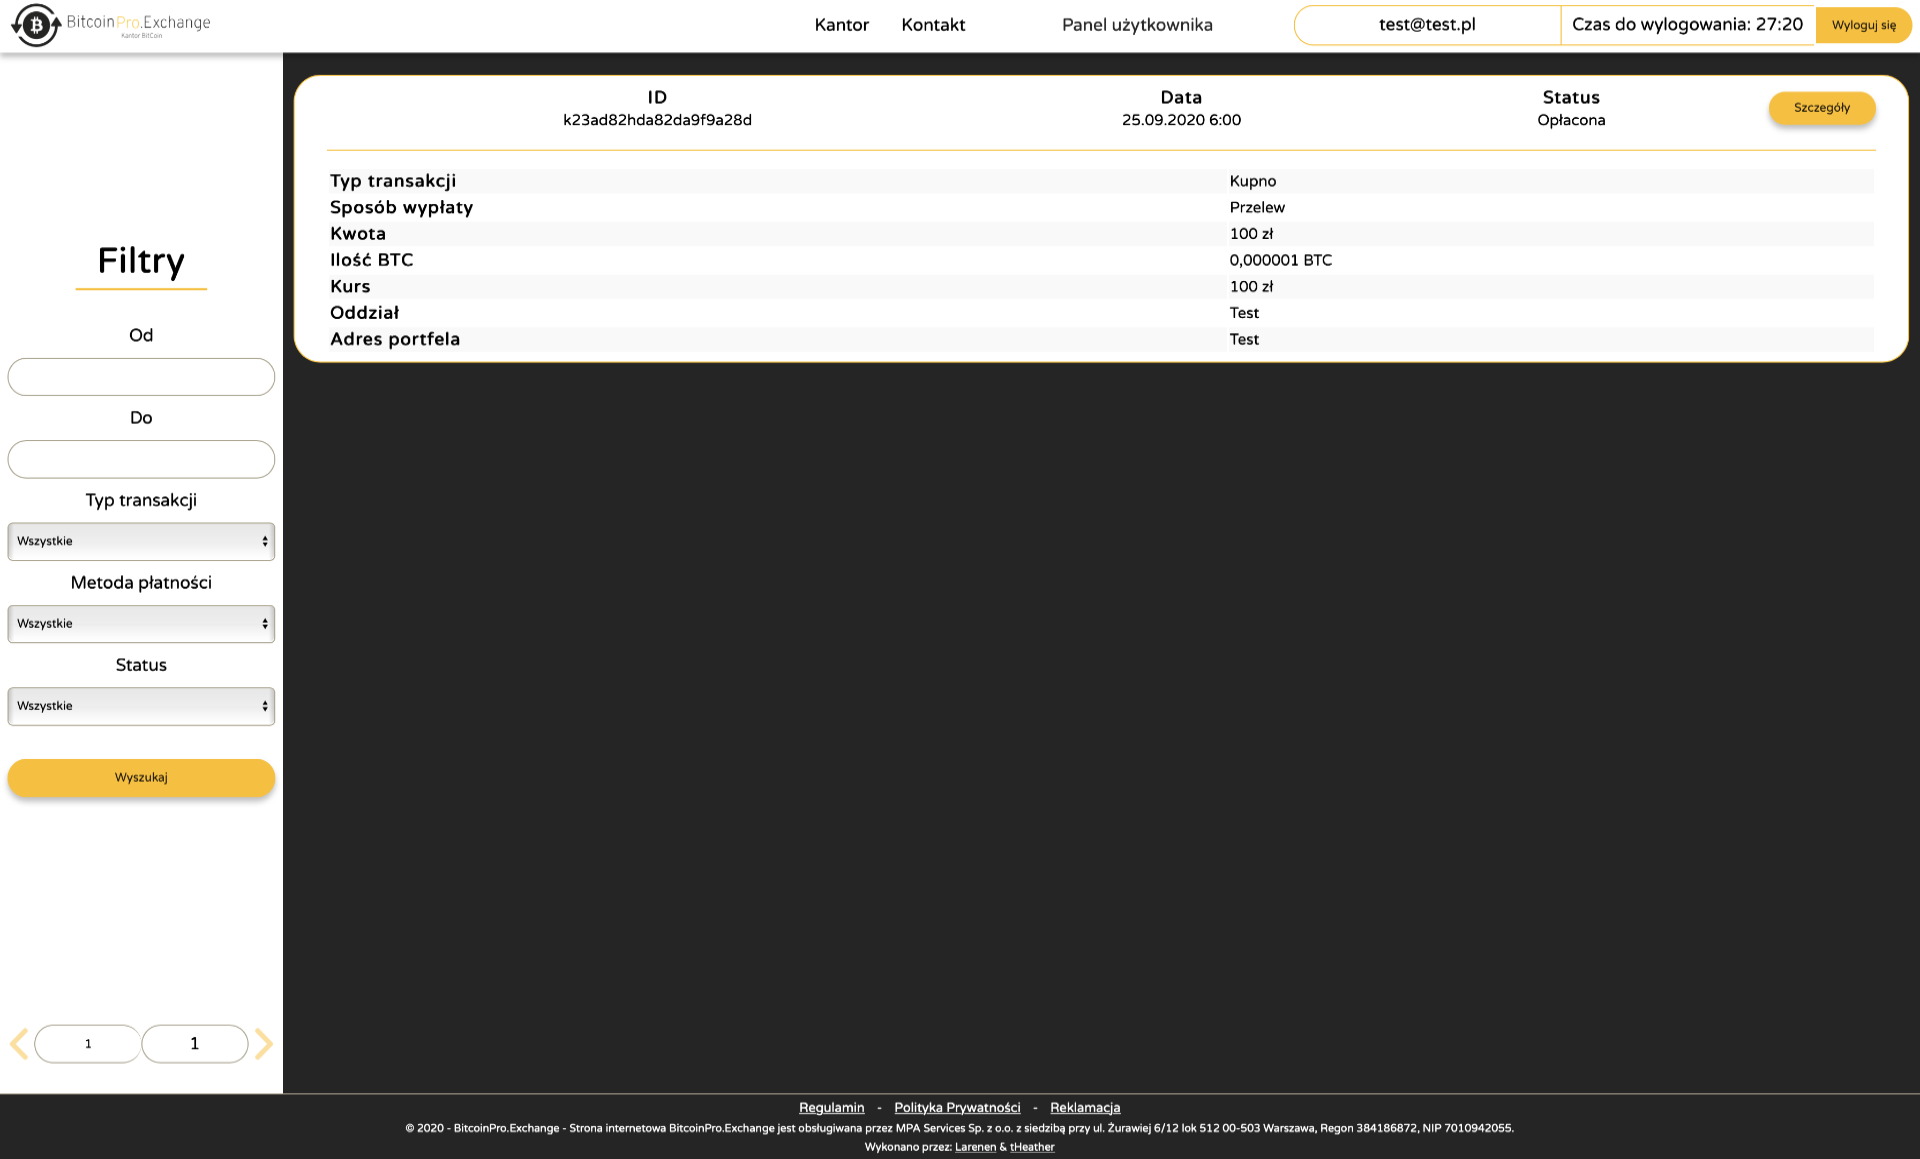 BitcoinPro.Exchange
Kantor BitCoin
Kantor Kontakt Panel użytkownika test@test.pl Czas do wylogowania: 27:20 Wyloguj się
Filtry
Od
Do
Typ transakcji
Wszystkie
Metoda płatności
Wszystkie
Status
Wszystkie
Wyszukaj
1 1
ID Data Status Szczegóły
k23ad82hda82da9f9a28d 25.09.2020 6:00 Opłacona
Typ transakcji Kupno
Sposób wypłaty Przelew
Kwota 100 zł
Ilość BTC 0,000001 BTC
Kurs 100 zł
Oddział Test
Adres portfela Test
Regulamin - Polityka Prywatności - Reklamacja
© 2020 - BitcoinPro.Exchange - Strona internetowa BitcoinPro.Exchange jest obsługiwana przez MPA Services Sp. z o.o. z siedzibą przy ul. Żurawiej 6/12 lok 512 00-503 Warszawa, Regon 384186872, NIP 7010942055.
Wykonano przez: Larenen & tHeather